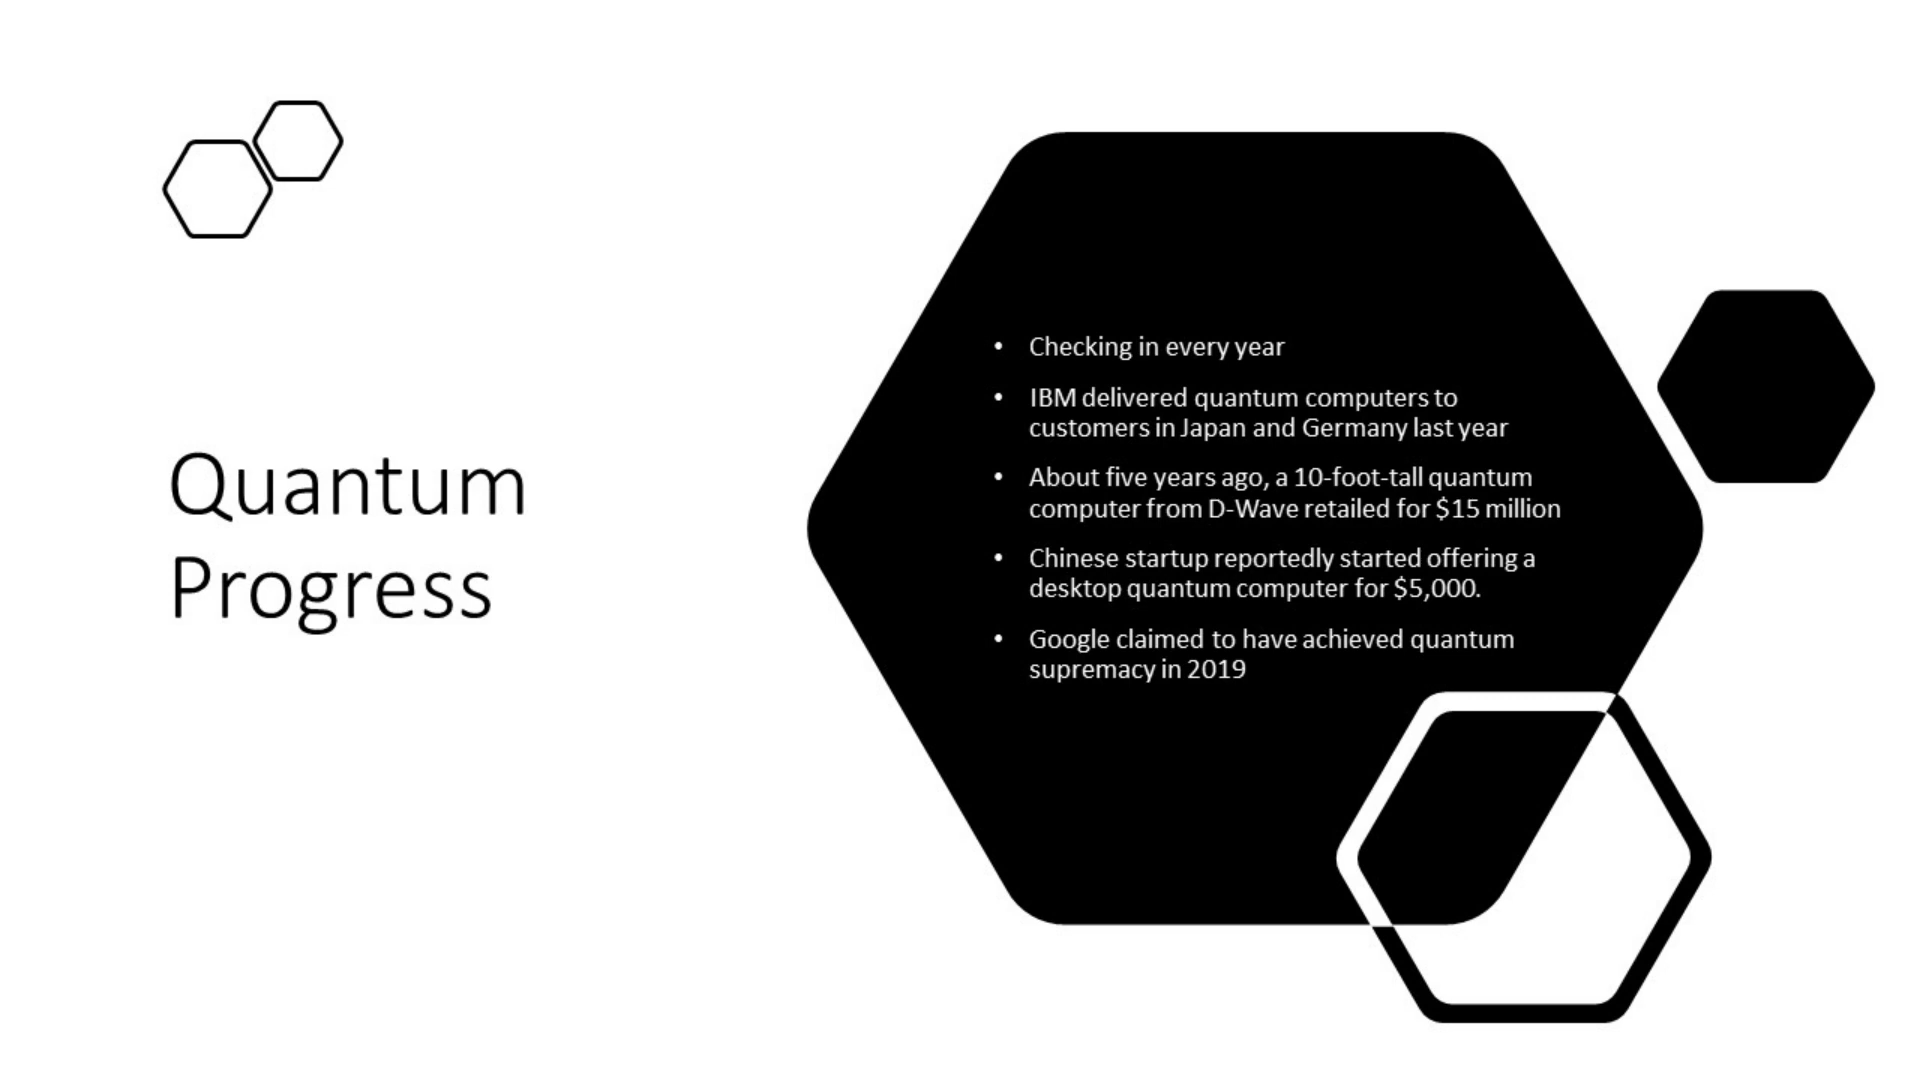 Quantum
Progress
• Checking in every year
• IBM delivered quantum computers to
customers in Japan and Germany last year
• About five years ago, a 10-foot-tall quantum
computer from D-Wave retailed for $15 million
• Chinese startup reportedly started offering a
desktop quantum computer for $5,000.
• Google claimed to have achieved quantum
supremacy in 2019